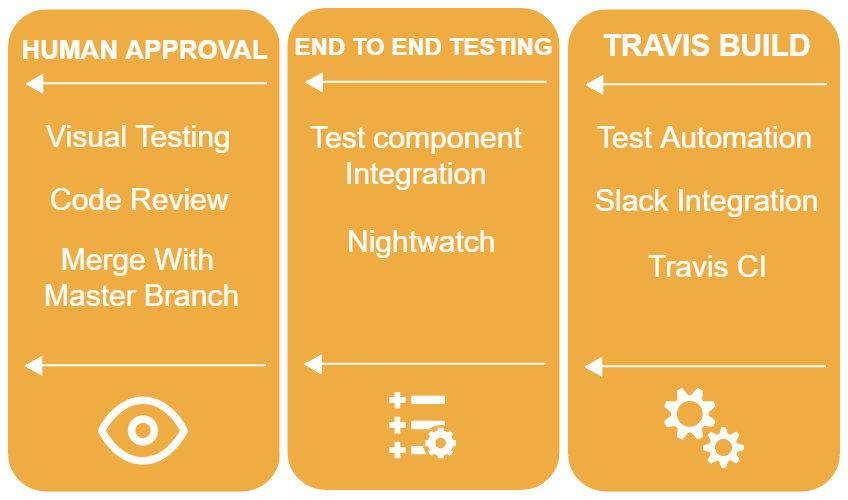 HUMAN APPROVAL
Visual Testing
Code Review
Merge With
Master Branch
END TO END TESTING
Test component
Integration
Nightwatch
TRAVIS BUILD
Test Automation
Slack Integration
Travis CI